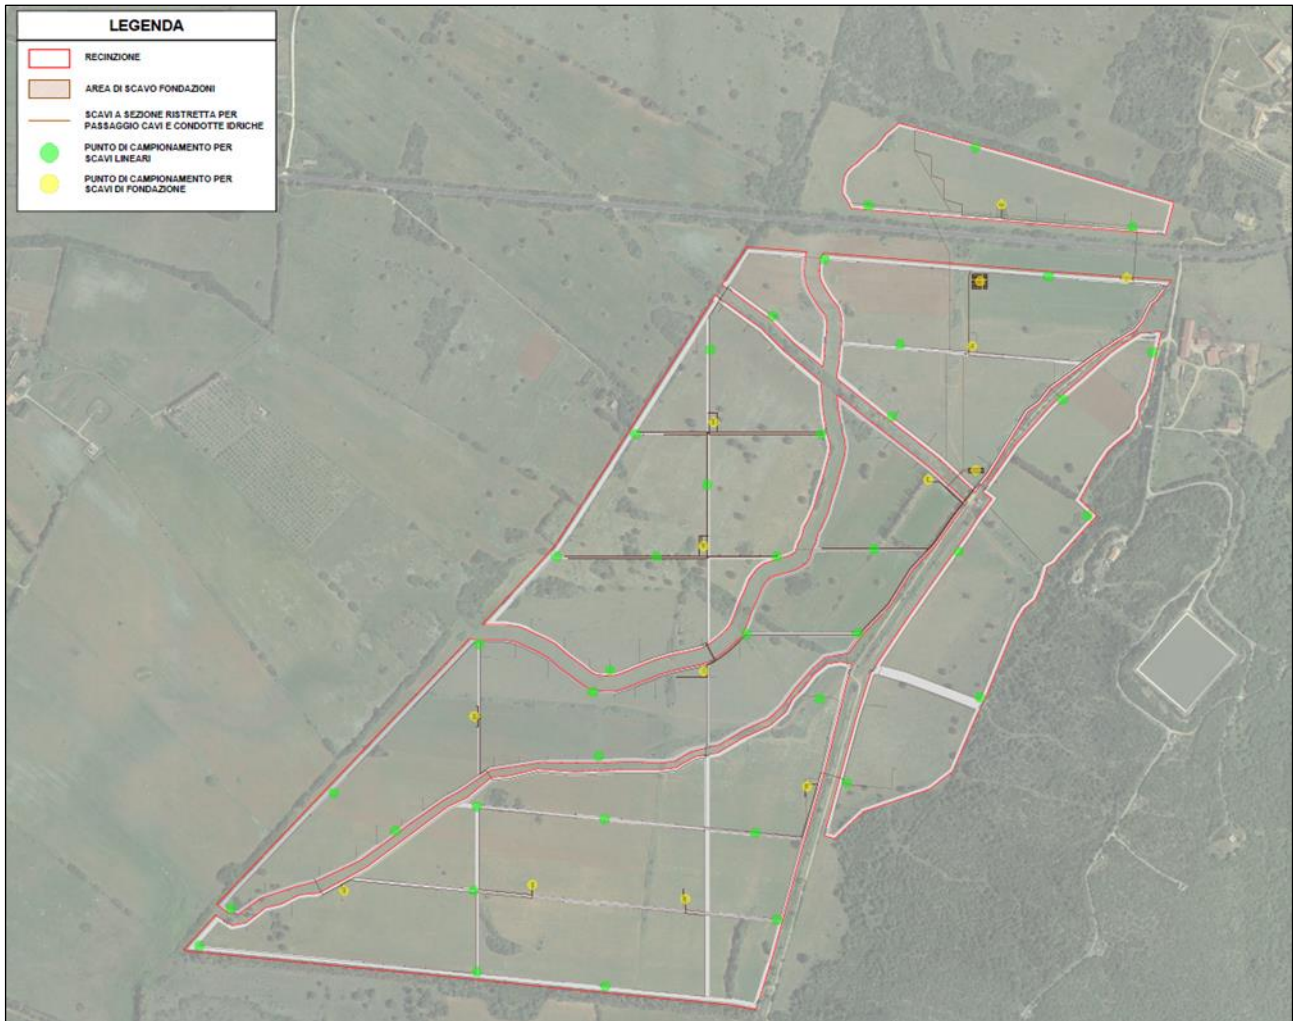 LEGENDA
RECINZIONE
AREA DI SCAVO FONDAZIONI
SCAVI A SEZIONE RISTRETTA PER
PASSAGGIO CAVI E CONDOTTE IDRICHE
PUNTO DI CAMPIONAMENTO PER
SCAVI LINEARI
PUNTO DI CAMPIONAMENTO PER
SCAVI DI FONDAZIONE